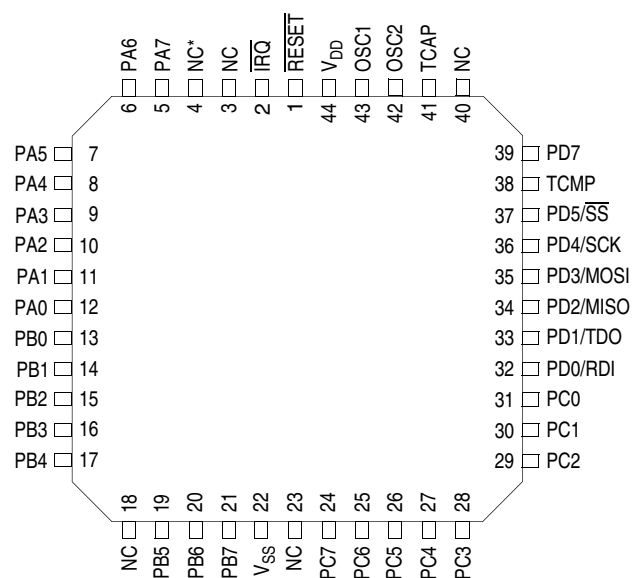 PA6 PA7 NC* NC IRQ RESET VDD OSC1 OSC2 TCAP NC
6 5 4 3 2 1 44 43 42 41 40
PA5 7 39 PD7
PA4 8 38 TCMP
PA3 9 37 PD5/SS
PA2 10 36 PD4/SCK
PA1 11 35 PD3/MOSI
PA0 12 34 PD2/MISO
PB0 13 33 PD1/TDO
PB1 14 32 PD0/RDI
PB2 15 31 PC0
PB3 16 30 PC1
PB4 17 29 PC2
18 19 20 21 22 23 24 25 26 27 28
NC PB5 PB6 PB7 VSS NC PC7 PC6 PC5 PC4 PC3